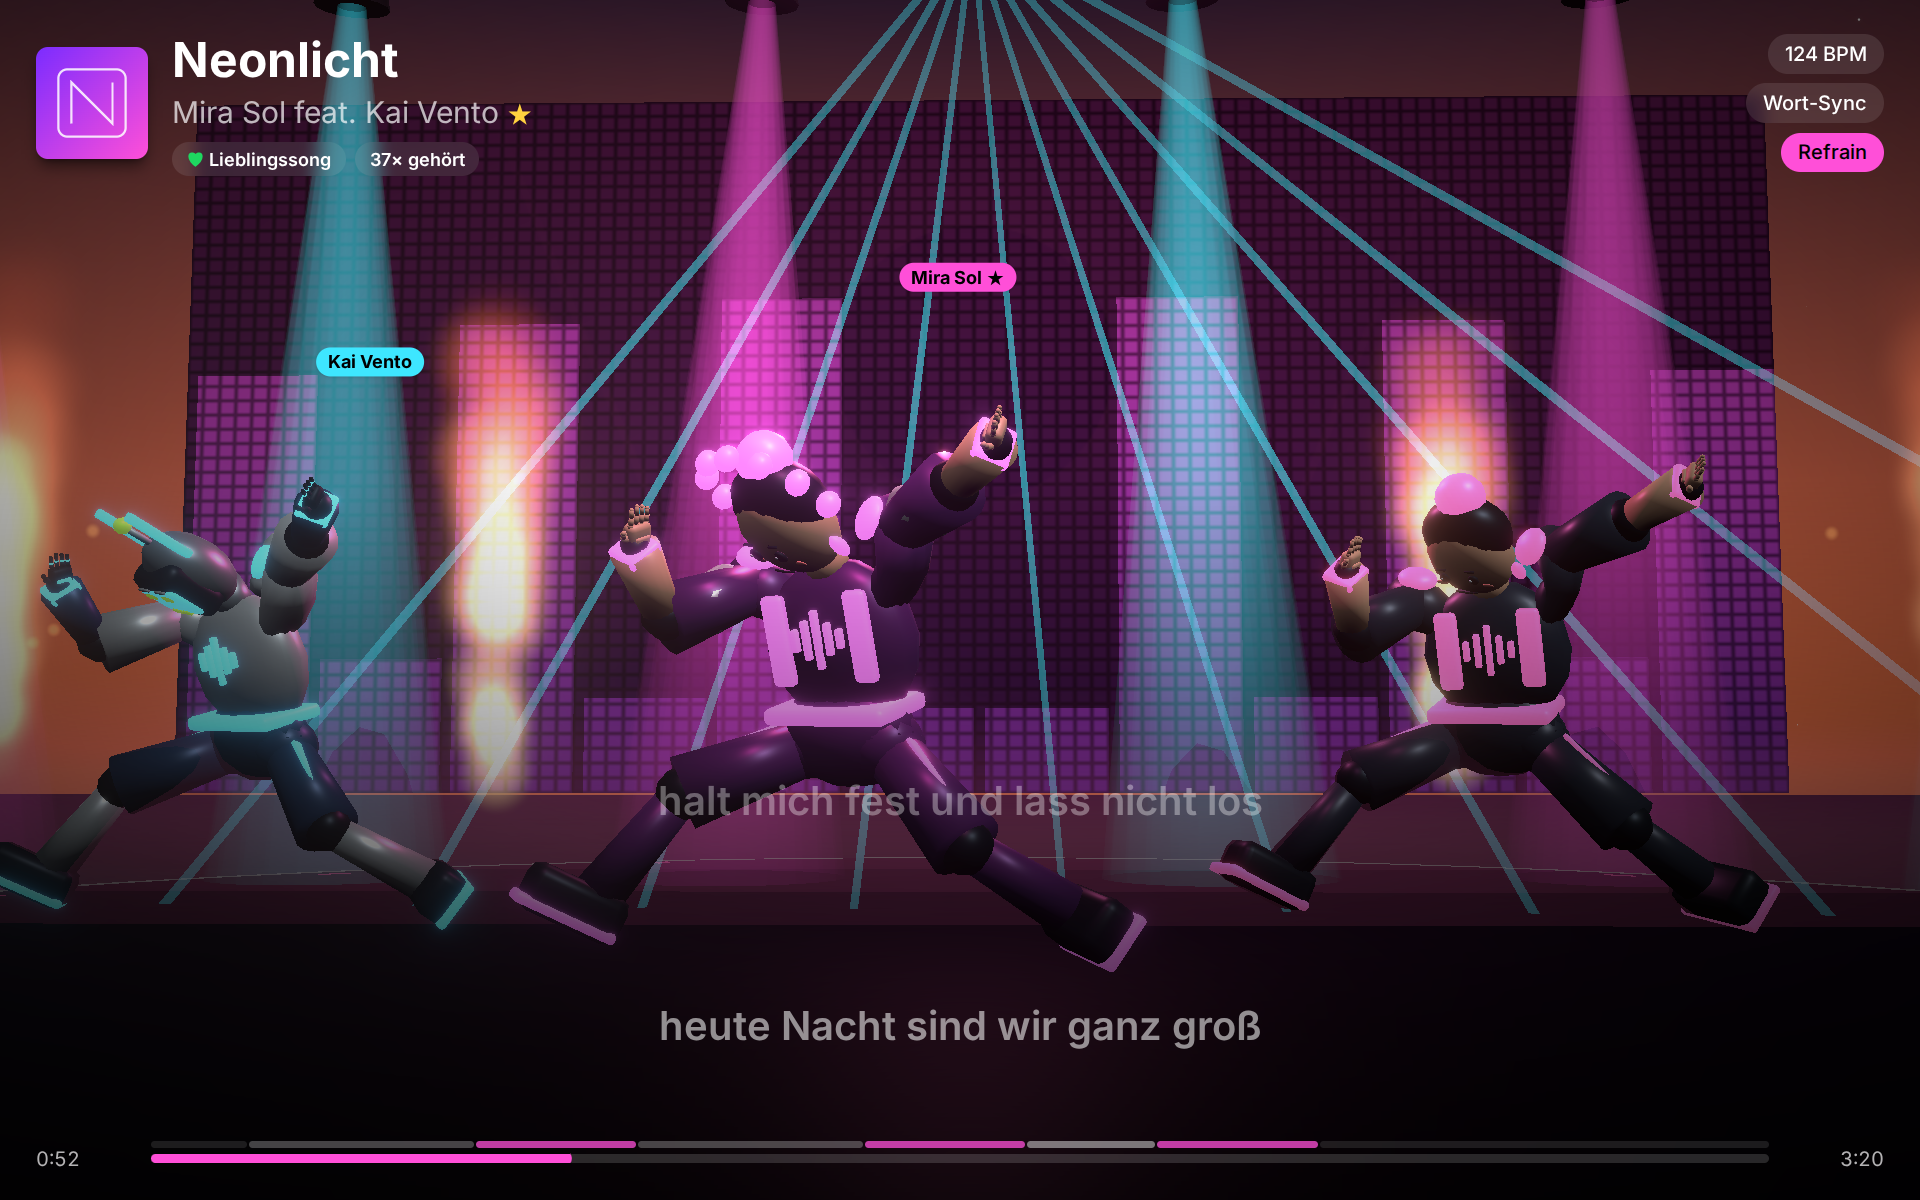 Neonlicht
Mira Sol feat. Kai Vento ★
Lieblingssong
37× gehört
124 BPM
Wort-Sync
Refrain
Mira Sol ★
Kai Vento
halt mich fest und lass nicht los
heute Nacht sind wir ganz groß
0:52
3:20